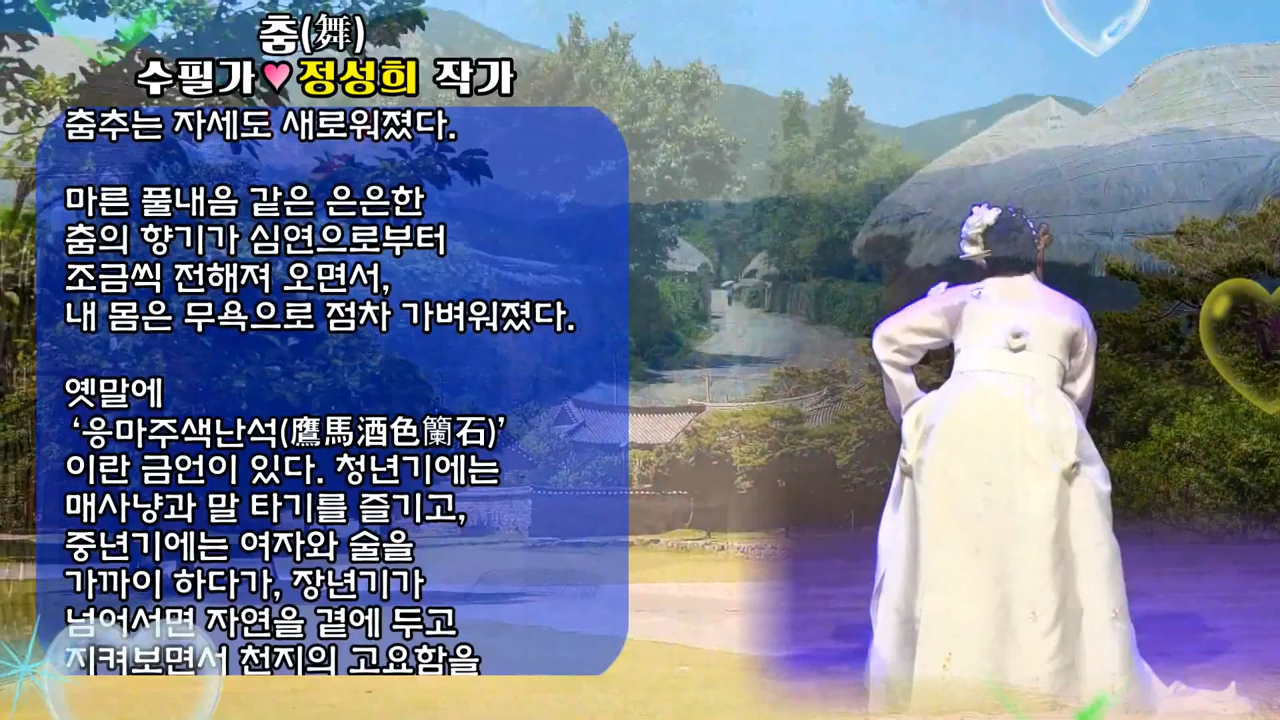 춤(舞)
수필가♥정성희 작가
춤추는 자세도 새로워졌다.
마른 풀내음 같은 은은한
춤의 향기가 심연으로부터
조금씩 전해져 오면서,
내 몸은 무욕으로 점차 가벼워졌다.
옛말에
‘응마주색난석(鷹馬酒色蘭石)’
이란 금언이 있다. 청년기에는
매사냥과 말 타기를 즐기고,
중년기에는 여자와 술을
가까이 하다가, 장년기가
넘어서면 자연을 곁에 두고
지켜보면서 천지의 고요함을